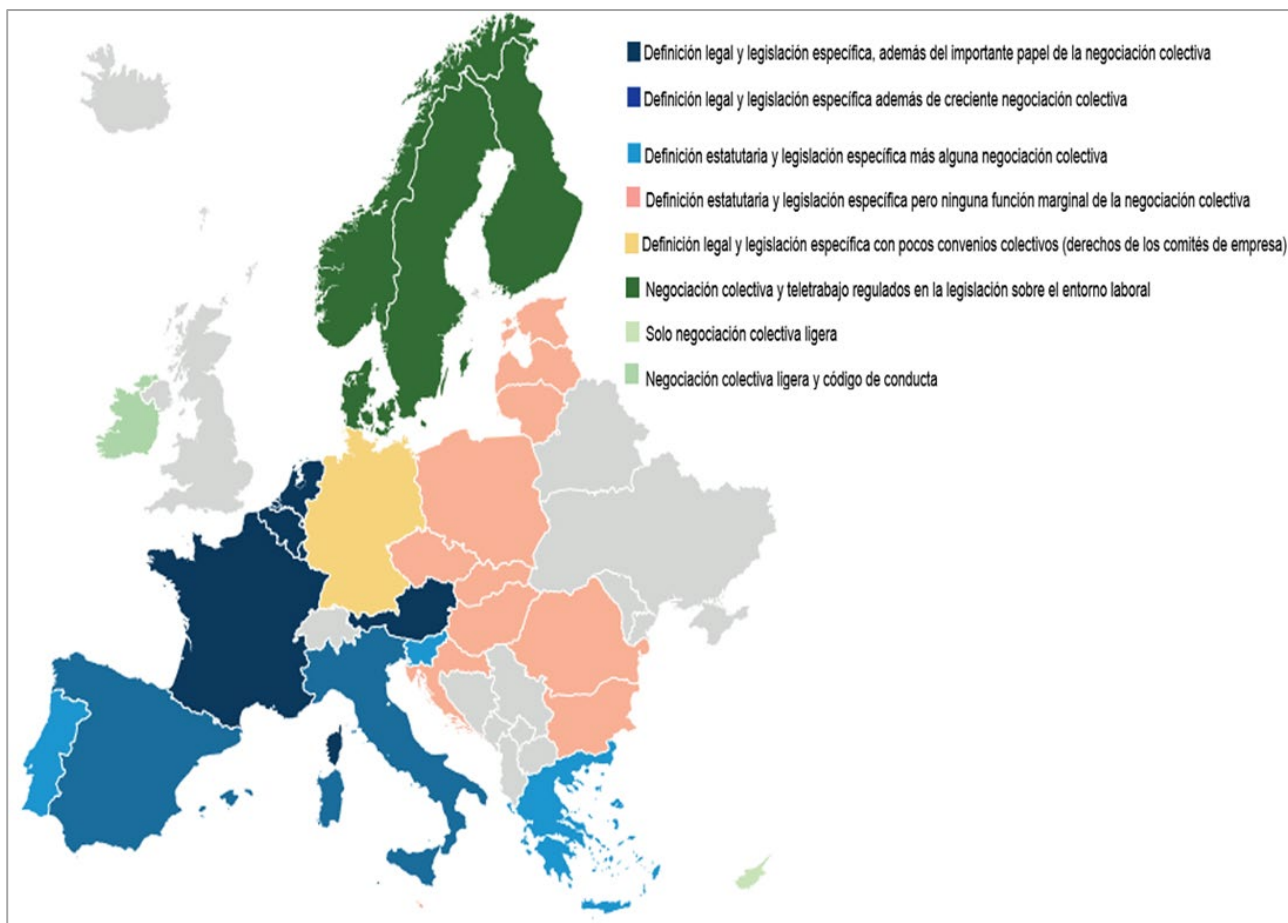 Definición legal y legislación específica, además del importante papel de la negociación colectiva
Definición legal y legislación específica además de creciente negociación colectiva
Definición estatutaria y legislación específica más alguna negociación colectiva
Definición estatutaria y legislación específica pero ninguna función marginal de la negociación colectiva
Definición legal y legislación específica con pocos convenios colectivos (derechos de los comités de empresa)
Negociación colectiva y teletrabajo regulados en la legislación sobre el entorno laboral
Solo negociación colectiva ligera
Negociación colectiva ligera y código de conducta